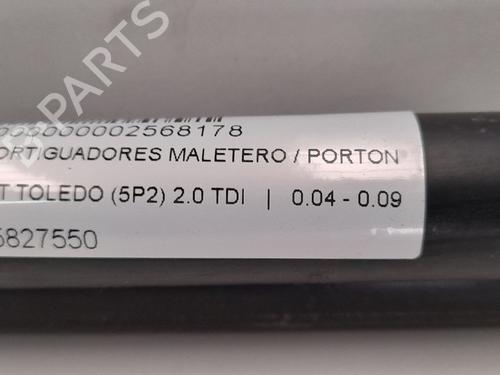 PARTS
000000002568178
ORTIGUADORES MALETERO / PORTON
T TOLEDO (5P2) 2.0 TDI | 0.04 - 0.09
5827550